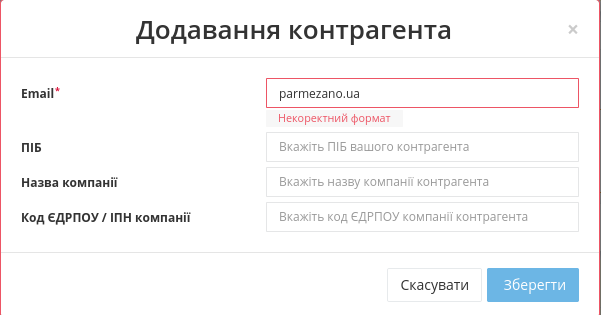 Додавання контрагента ×
Email* parmezano.ua
Некоректний формат
ПІБ Вкажіть ПІБ вашого контрагента
Назва компанії Вкажіть назву компанії контрагента
Код ЄДРПОУ / ІПН компанії Вкажіть код ЄДРПОУ компанії контрагента
Скасувати Зберегти